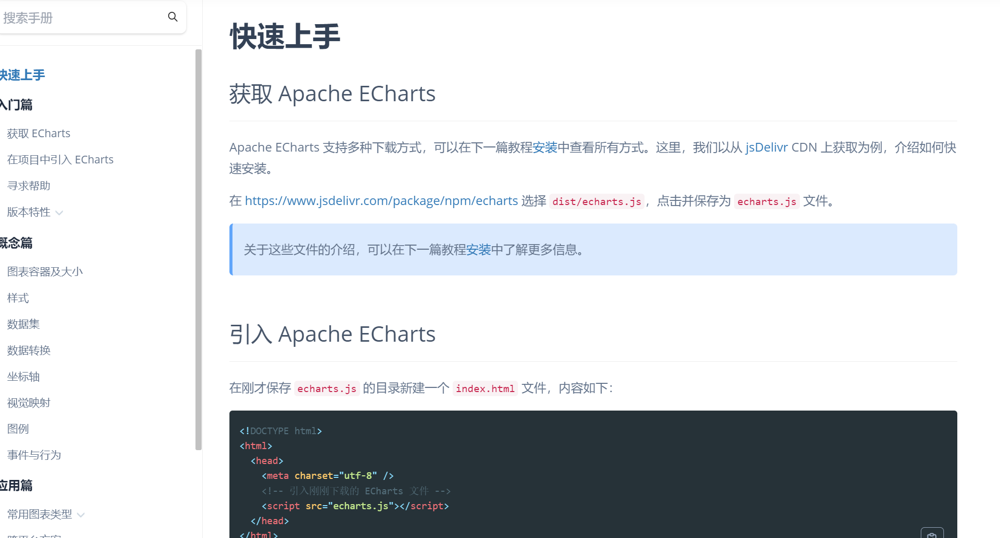 搜索手册
快速上手
入门篇
获取 ECharts
在项目中引入 ECharts
寻求帮助
版本特性
概念篇
图表容器及大小
样式
数据集
数据转换
坐标轴
视觉映射
图例
事件与行为
应用篇
常用图表类型
跨平台方案
快速上手
获取 Apache ECharts
Apache ECharts 支持多种下载方式，可以在下一篇教程安装中查看所有方式。这里，我们以从 jsDelivr CDN 上获取为例，介绍如何快
速安装。
在 https://www.jsdelivr.com/package/npm/echarts 选择 dist/echarts.js，点击并保存为 echarts.js 文件。
关于这些文件的介绍，可以在下一篇教程安装中了解更多信息。
引入 Apache ECharts
在刚才保存 echarts.js 的目录新建一个 index.html 文件，内容如下：
<!DOCTYPE html>
<html>
<head>
<meta charset="utf-8" />
<!-- 引入刚刚下载的 ECharts 文件 -->
<script src="echarts.js"></script>
</head>
</html>